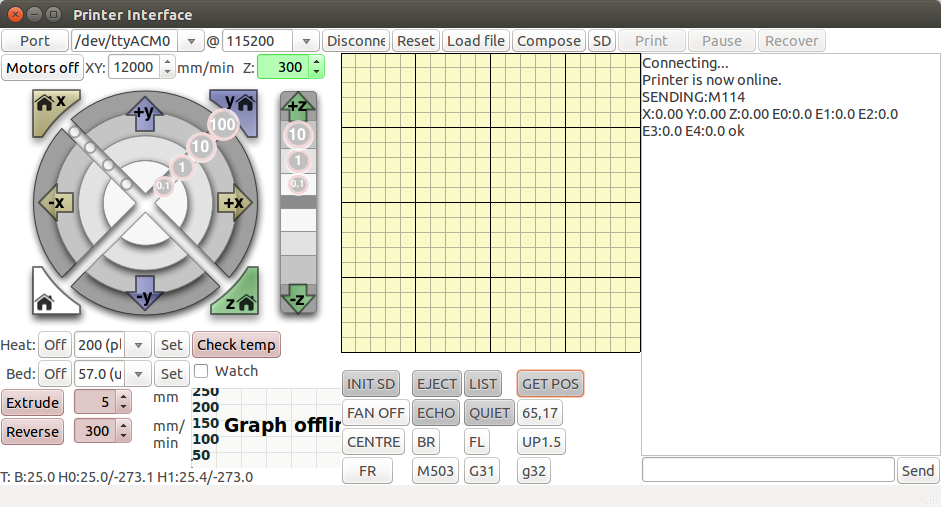 Printer Interface
Port /dev/ttyACM0 @ 115200 Disconne Reset Load file Compose SD Print Pause Recover
Motors off XY: 12000 mm/min Z: 300
x +y y 100 10 1 0.1 -x +x -y z
+z 10 1 0.1 -z
Connecting...
Printer is now online.
SENDING:M114
X:0.00 Y:0.00 Z:0.00 E0:0.0 E1:0.0 E2:0.0
E3:0.0 E4:0.0 ok
Heat: Off 200 (pl Set Check temp
Bed: Off 57.0 (u Set Watch
Extrude 5 mm
Reverse 300 mm/
min
250
200
150
100
50
Graph offlin
INIT SD EJECT LIST GET POS
FAN OFF ECHO QUIET 65,17
CENTRE BR FL UP1.5
FR M503 G31 g32
Send
T: B:25.0 H0:25.0/-273.1 H1:25.4/-273.0